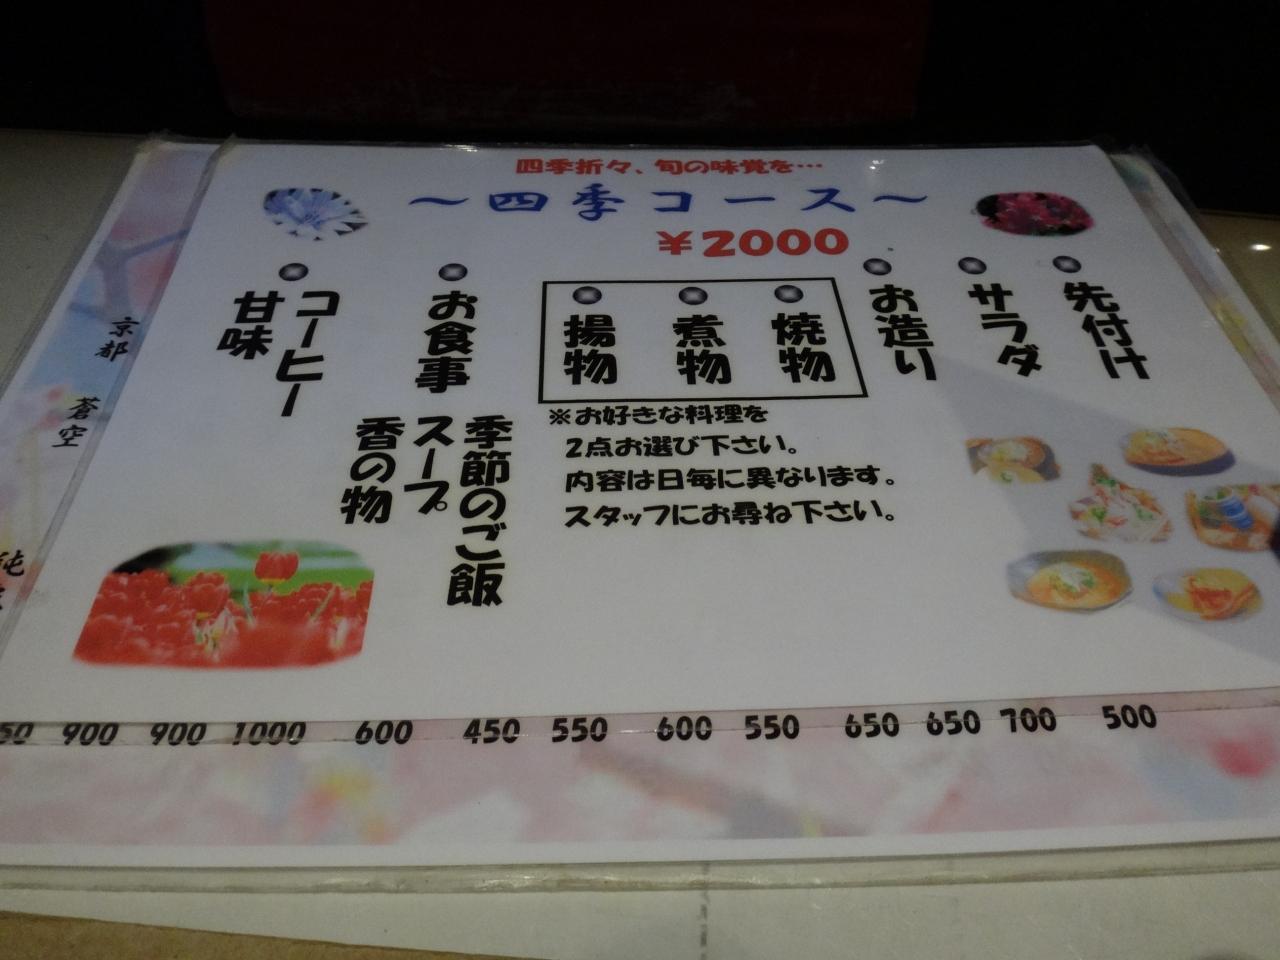 四季折々、旬の味覚を…
～四季コース～
￥2000
先付け
サラダ
お造り
焼物
煮物
揚物
※お好きな料理を
2点お選び下さい。
内容は日毎に異なります。
スタッフにお尋ね下さい。
お食事
季節のご飯
スープ
香の物
コーヒー
甘味
京都
蒼空
900 900 1000 600 450 550 600 550 650 650 700 500